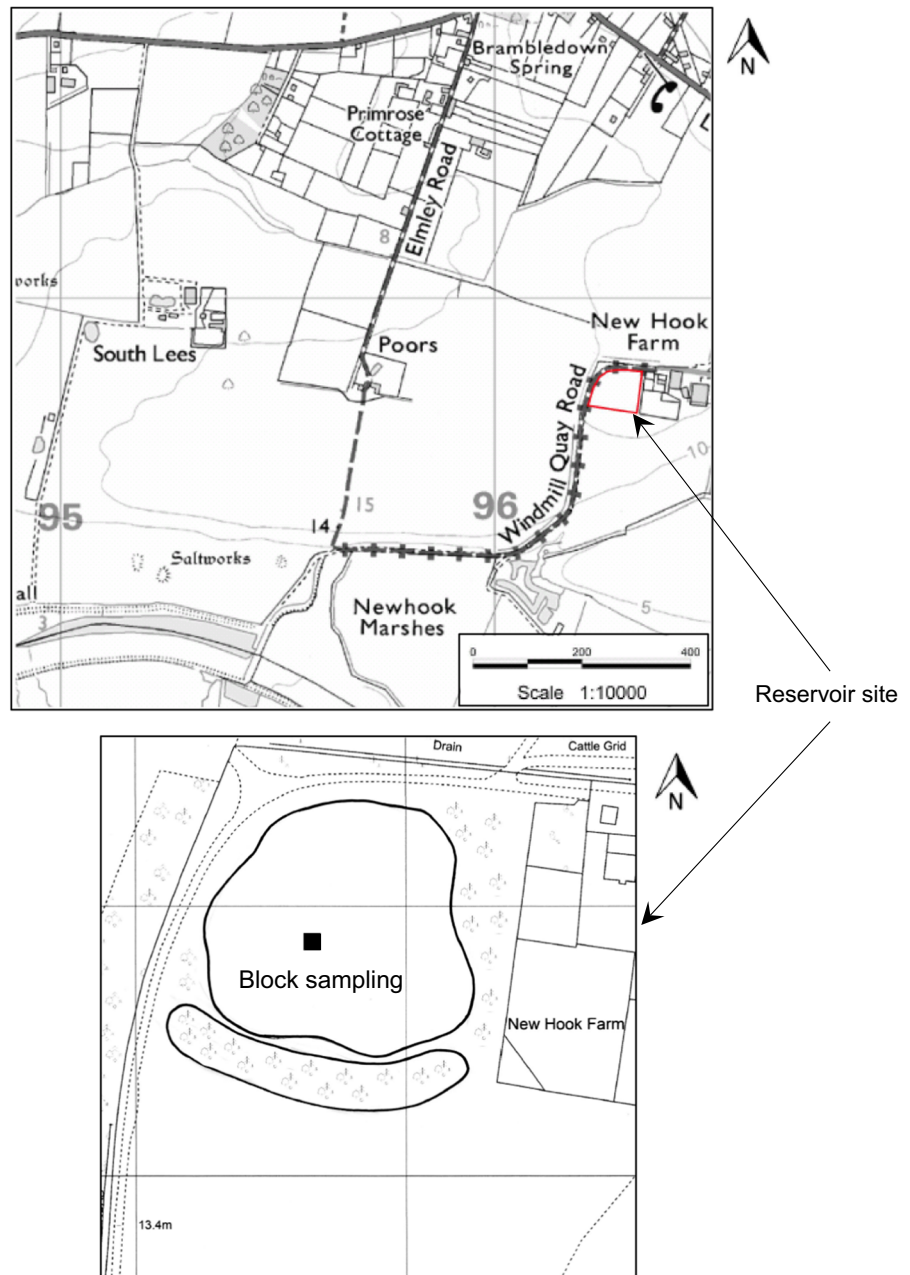 N
Brambledown
Spring
Primrose
Cottage
L
Elmley Road
8
works
New Hook
Farm
South Lees
Poors
Windmill Quay Road
10
95
15
96
14
Saltworks
all
3
Newhook
Marshes
5
0 200 400
Scale 1:10000
Reservoir site
Drain
Cattle Grid
N
Block sampling
New Hook Farm
13.4m